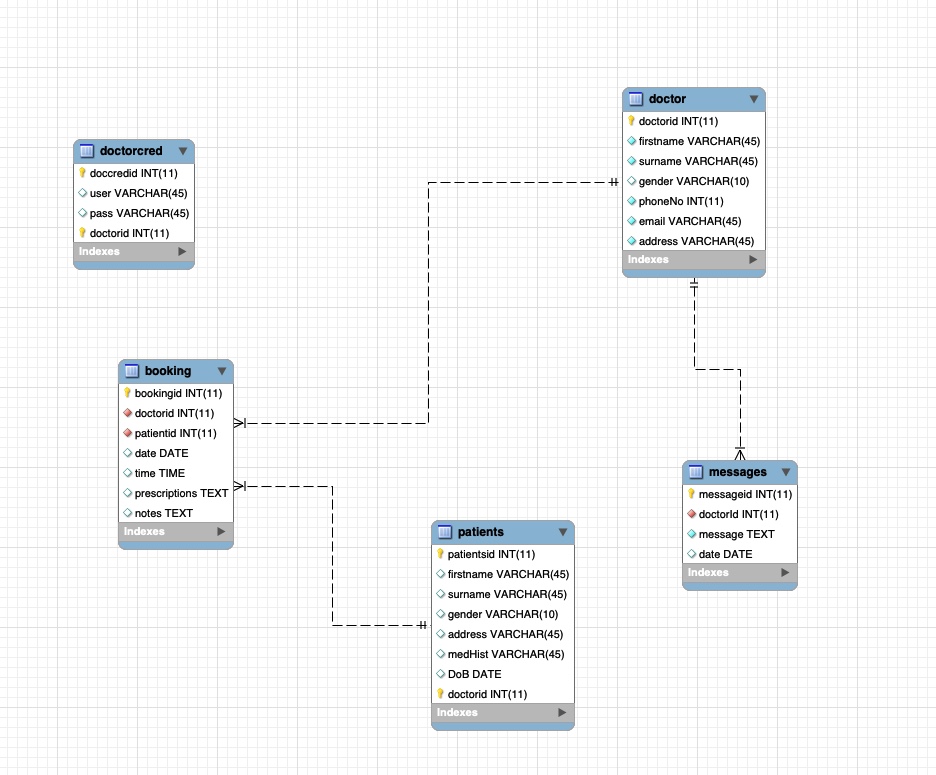 doctor
doctorid INT(11)
firstname VARCHAR(45)
surname VARCHAR(45)
gender VARCHAR(10)
phoneNo INT(11)
email VARCHAR(45)
address VARCHAR(45)
Indexes
doctorcred
doccredid INT(11)
user VARCHAR(45)
pass VARCHAR(45)
doctorid INT(11)
Indexes
booking
bookingid INT(11)
doctorid INT(11)
patientid INT(11)
date DATE
time TIME
prescriptions TEXT
notes TEXT
Indexes
messages
messageid INT(11)
doctorId INT(11)
message TEXT
date DATE
Indexes
patients
patientsid INT(11)
firstname VARCHAR(45)
surname VARCHAR(45)
gender VARCHAR(10)
address VARCHAR(45)
medHist VARCHAR(45)
DoB DATE
doctorid INT(11)
Indexes